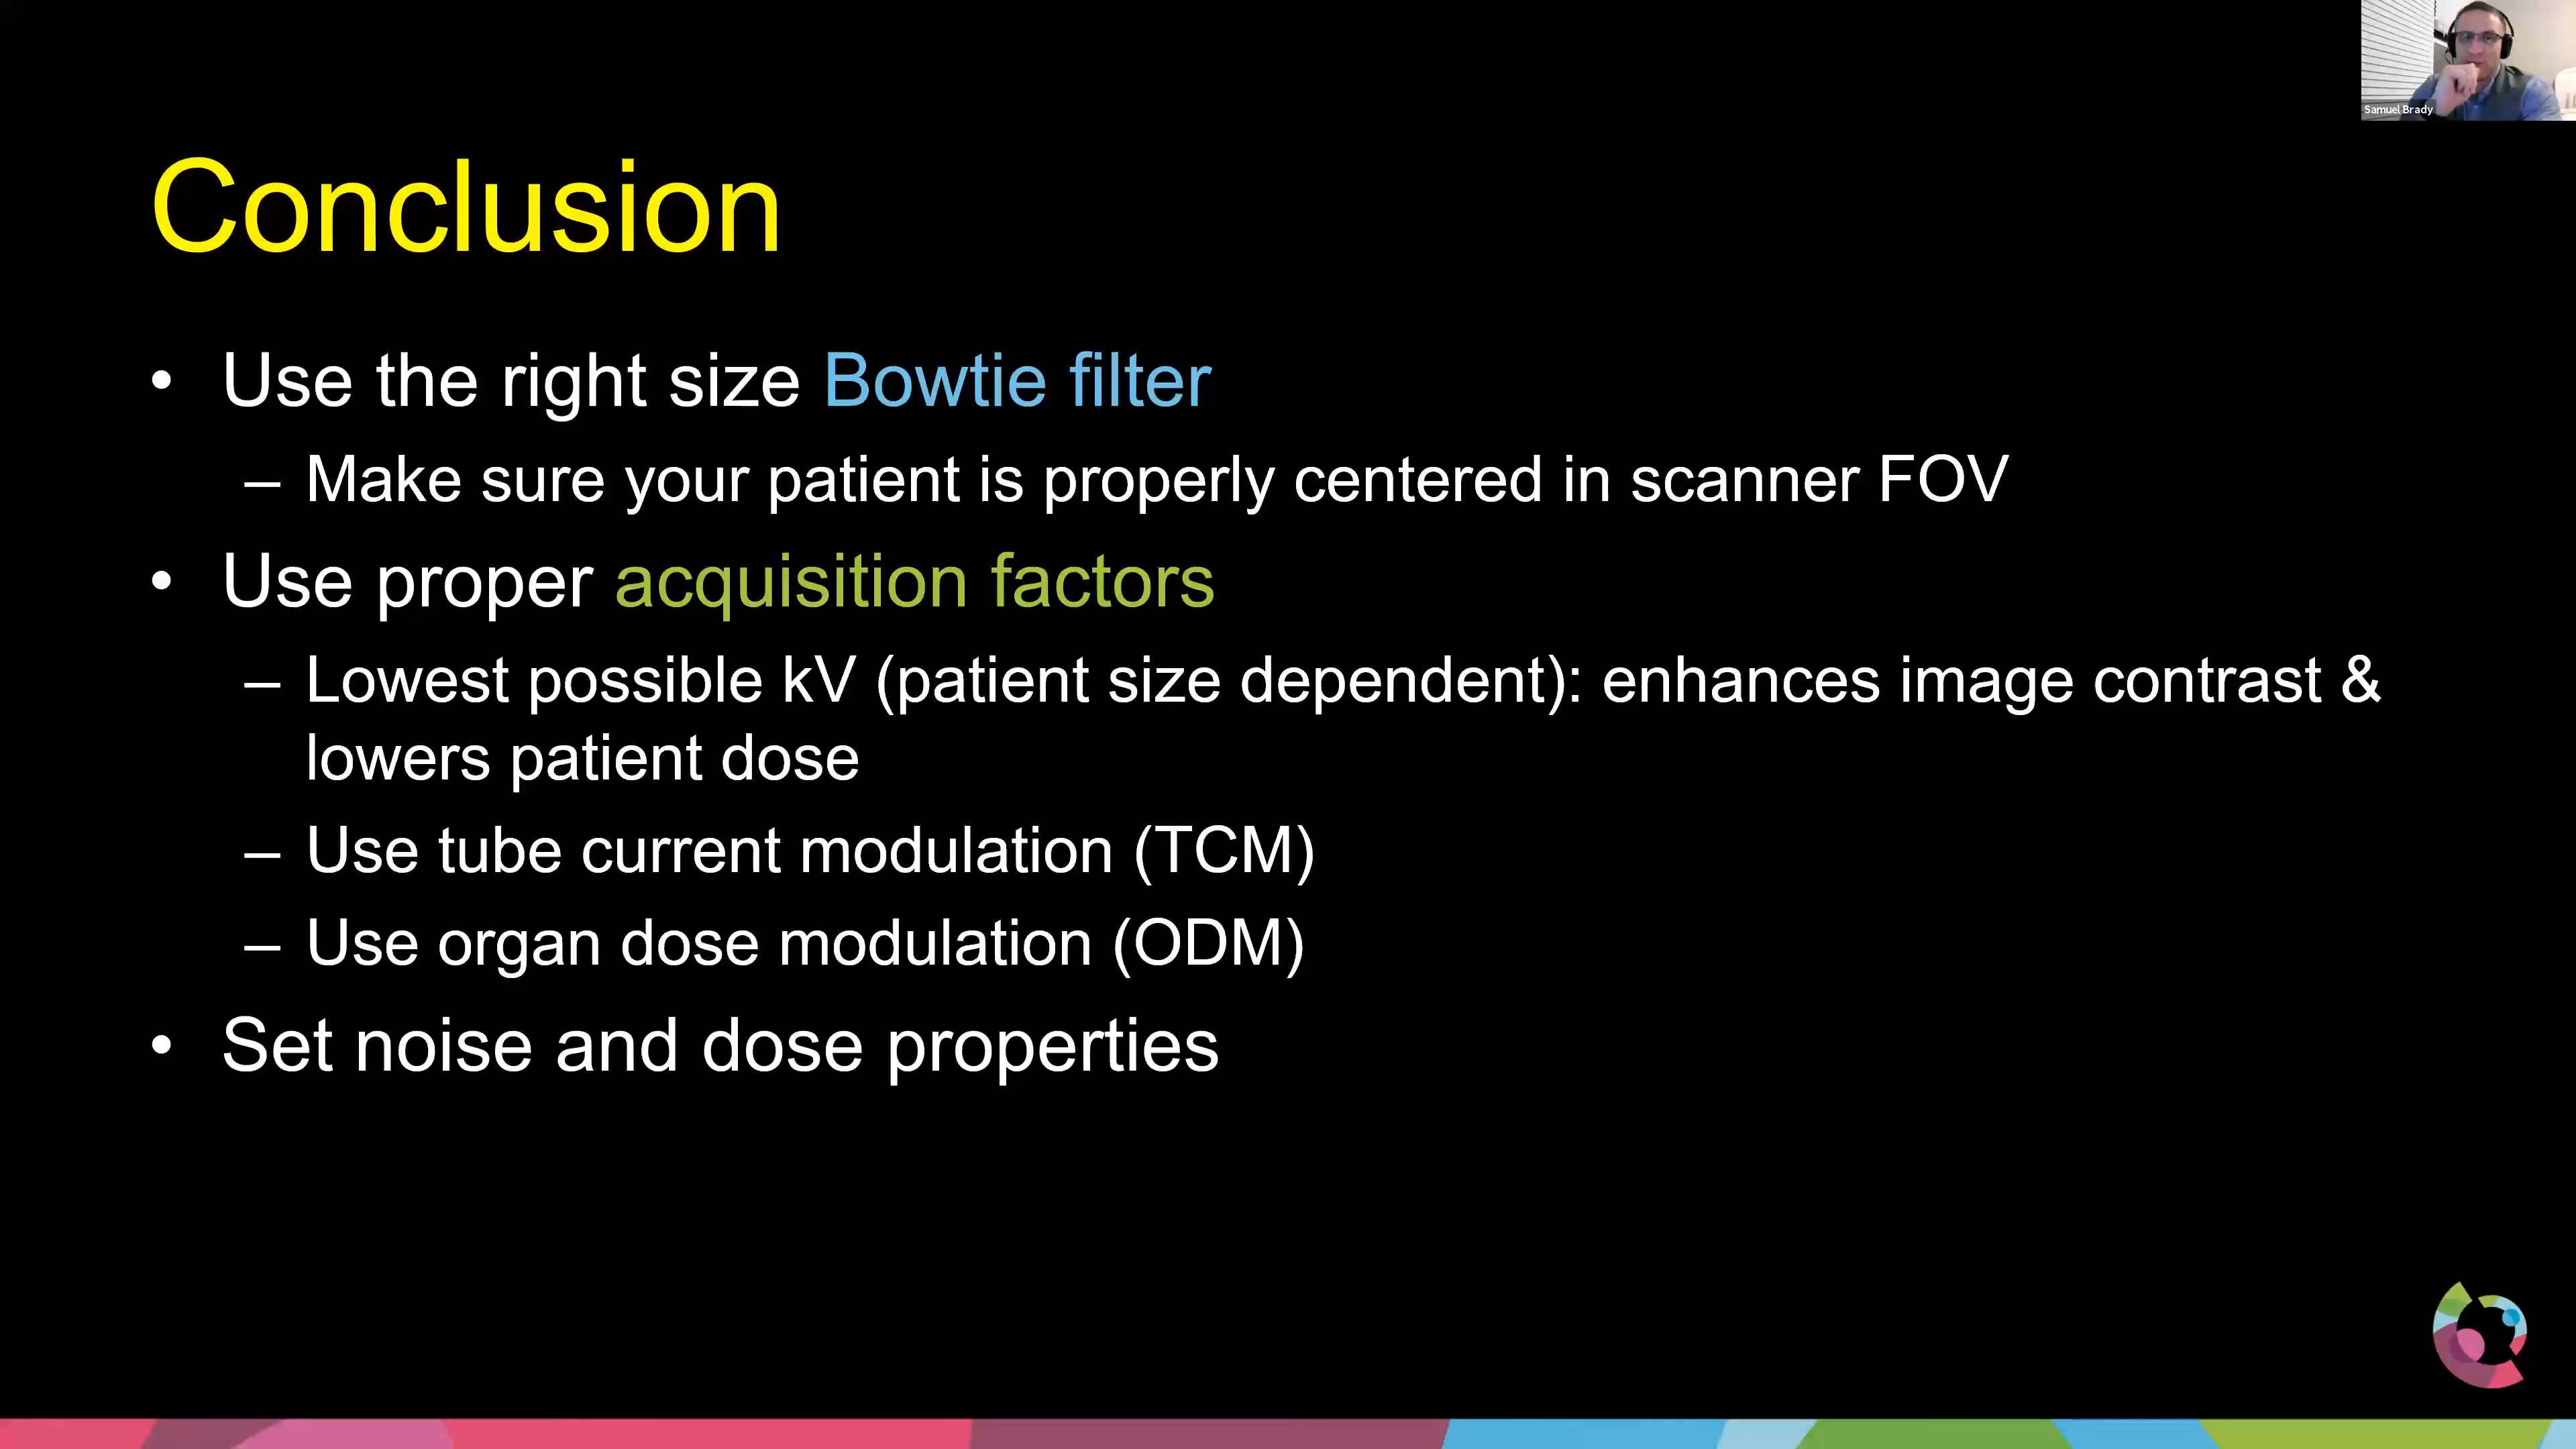 Samuel Brady
Conclusion
• Use the right size Bowtie filter
– Make sure your patient is properly centered in scanner FOV
• Use proper acquisition factors
– Lowest possible kV (patient size dependent): enhances image contrast &
lowers patient dose
– Use tube current modulation (TCM)
– Use organ dose modulation (ODM)
• Set noise and dose properties